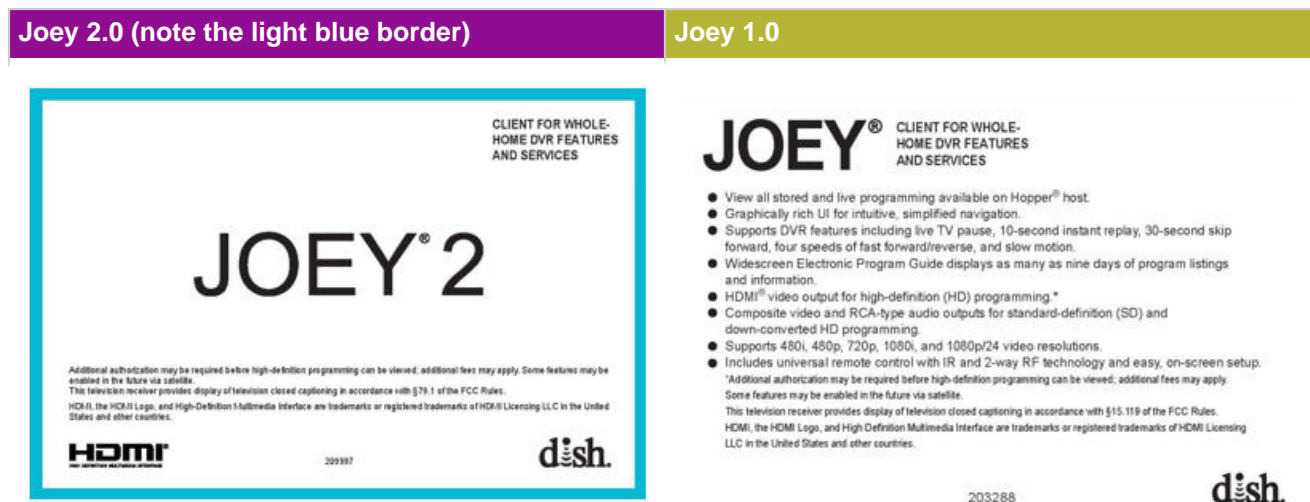 Joey 2.0 (note the light blue border)
Joey 1.0
CLIENT FOR WHOLE-
HOME DVR FEATURES
AND SERVICES
JOEY® 2
Additional authorization may be required before high-definition programming can be viewed; additional fees may apply. Some features may be
enabled in the future via satellite.
This television receiver provides display of television closed captioning in accordance with §79.1 of the FCC Rules.
HDMI, the HDMI Logo, and High-Definition Multimedia Interface are trademarks or registered trademarks of HDMI Licensing LLC in the United
States and other countries.
HDMI
HIGH DEFINITION MULTIMEDIA INTERFACE
209997
dish.
JOEY®
CLIENT FOR WHOLE-
HOME DVR FEATURES
AND SERVICES
● View all stored and live programming available on Hopper® host.
● Graphically rich UI for intuitive, simplified navigation.
● Supports DVR features including live TV pause, 10-second instant replay, 30-second skip
forward, four speeds of fast forward/reverse, and slow motion.
● Widescreen Electronic Program Guide displays as many as nine days of program listings
and information.
● HDMI® video output for high-definition (HD) programming.*
● Composite video and RCA-type audio outputs for standard-definition (SD) and
down-converted HD programming.
● Supports 480i, 480p, 720p, 1080i, and 1080p/24 video resolutions.
● Includes universal remote control with IR and 2-way RF technology and easy, on-screen setup.
*Additional authorization may be required before high-definition programming can be viewed; additional fees may apply.
Some features may be enabled in the future via satellite.
This television receiver provides display of television closed captioning in accordance with §15.119 of the FCC Rules.
HDMI, the HDMI Logo, and High Definition Multimedia Interface are trademarks or registered trademarks of HDMI Licensing
LLC in the United States and other countries.
203288
dish.